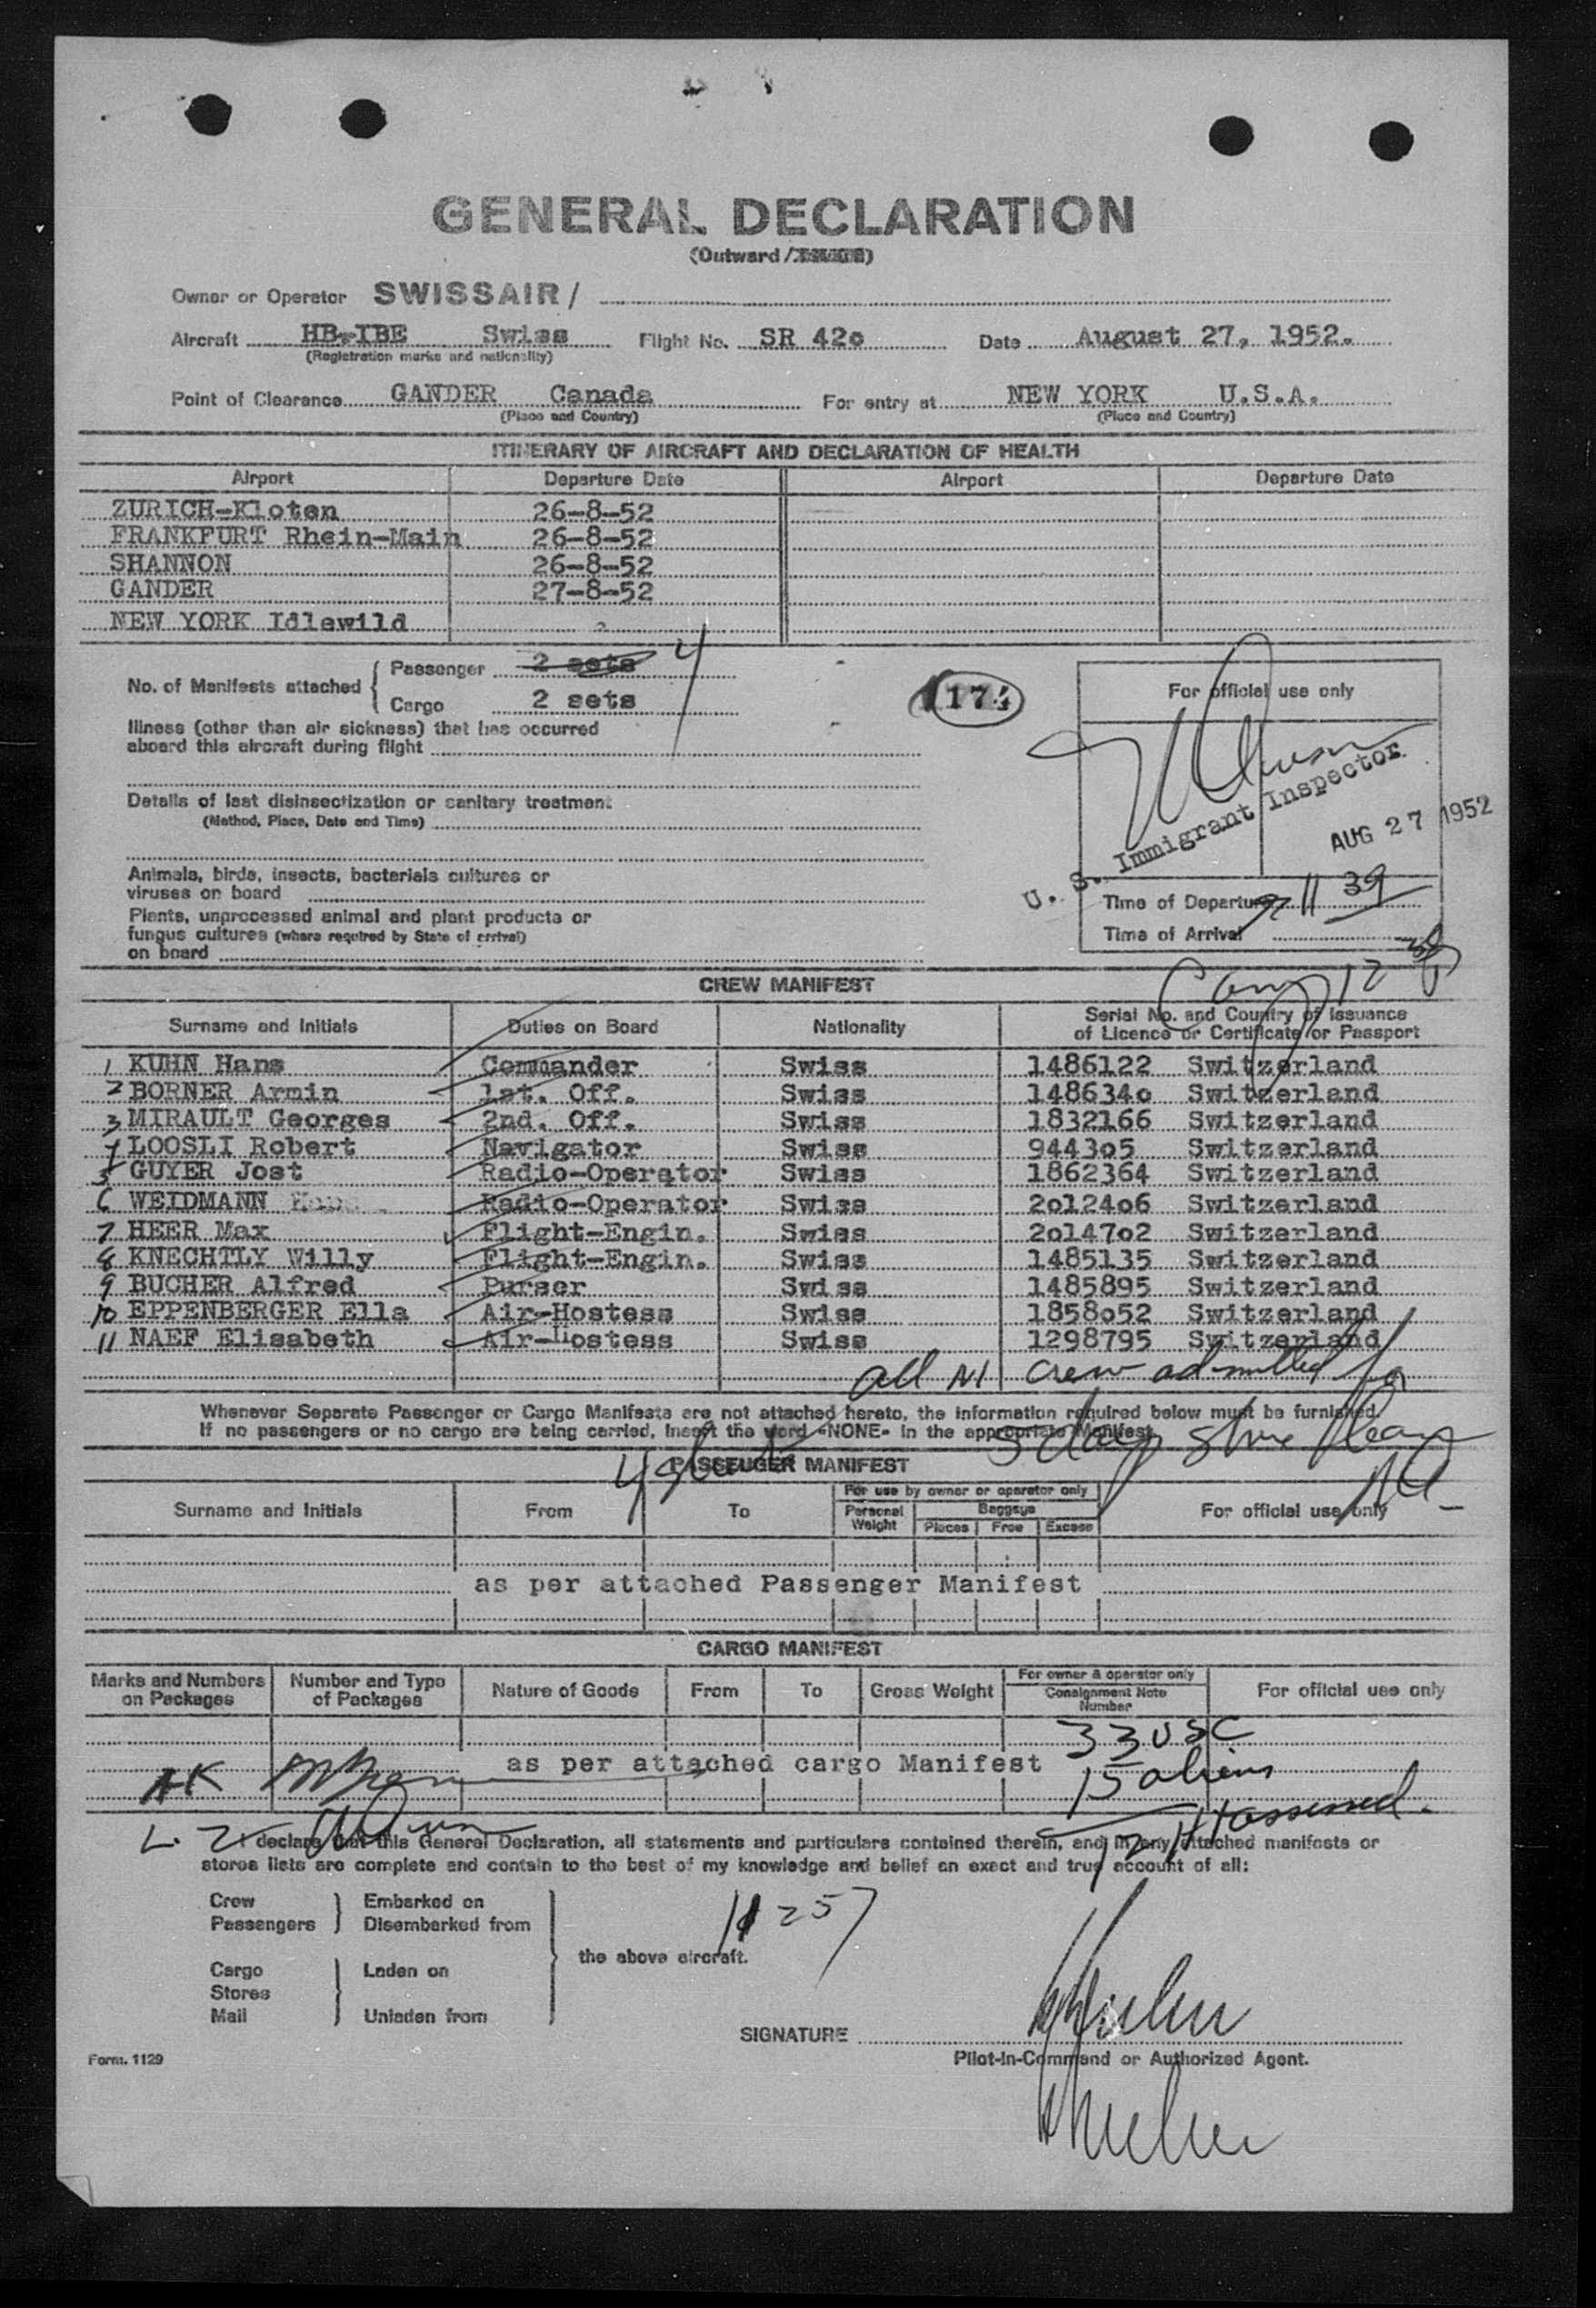 GENERAL DECLARATION
(Outward /
Owner or Operator SWISSAIR /
Aircraft HB-IBE Swiss Flight No. SR 42o Date August 27, 1952.
(Registration marks and nationality)
Point of Clearance GANDER Canada For entry at NEW YORK U.S.A.
(Place and Country) (Place and Country)
ITINERARY OF AIRCRAFT AND DECLARATION OF HEALTH
Airport Departure Date Airport Departure Date
ZURICH-Kloten 26-8-52
FRANKFURT Rhein-Main 26-8-52
SHANNON 26-8-52
GANDER 27-8-52
NEW YORK Idlewild
No. of Manifests attached
Passenger 2 sets 4
Cargo 2 sets
174
For official use only
Illness (other than air sickness) that has occurred
aboard this aircraft during flight
Details of last disinsectization or sanitary treatment
(Method, Place, Date and Time)
U. S. Immigrant Inspector
AUG 27 1952
Animals, birds, insects, bacterials cultures or
viruses on board
Plants, unprocessed animal and plant products or
fungus cultures (where required by State of arrival)
on board
Time of Departure 11 39
Time of Arrival
CREW MANIFEST
Surname and Initials Duties on Board Nationality Serial No. and Country of Issuance
of Licence or Certificate or Passport
1 KUHN Hans Commander Swiss 1486122 Switzerland
2 BORNER Armin 1st. Off. Swiss 148634o Switzerland
3 MIRAULT Georges 2nd. Off. Swiss 1832166 Switzerland
4 LOOSLI Robert Navigator Swiss 9443o5 Switzerland
5 GUYER Jost Radio-Operator Swiss 1862364 Switzerland
6 WEIDMANN Radio-Operator Swiss 2o124o6 Switzerland
7 HEER Max Flight-Engin. Swiss 2o147o2 Switzerland
8 KNECHTLY Willy Flight-Engin. Swiss 1485135 Switzerland
9 BUCHER Alfred Purser Swiss 1485895 Switzerland
10 EPPENBERGER Ella Air-Hostess Swiss 1858o52 Switzerland
11 NAEF Elisabeth Air-Hostess Swiss 1298795 Switzerland
all crew admitted for
Whenever Separate Passenger or Cargo Manifests are not attached hereto, the information required below must be furnished.
If no passengers or no cargo are being carried, insert the word «NONE» in the appropriate Manifest.
PASSEUGER MANIFEST
Surname and Initials From To For use by owner or operator only For official use only
Personal Weight Baggage
Pieces Free Excess
as per attached Passenger Manifest
CARGO MANIFEST
Marks and Numbers on Packages Number and Type of Packages Nature of Goods From To Gross Weight For owner & operator only For official use only
Consignment Note Number
33 USC
as per attached cargo Manifest
15 aliens
AK
12 Ht assessed.
declare that this General Declaration, all statements and particulars contained therein, and in any attached manifests or
stores lists are complete and contain to the best of my knowledge and belief an exact and true account of all:
Crew Embarked on
Passengers Disembarked from
the above aircraft.
Cargo Laden on
Stores
Mail Unladen from
SIGNATURE
Form. 1129
Pilot-in-Command or Authorized Agent.